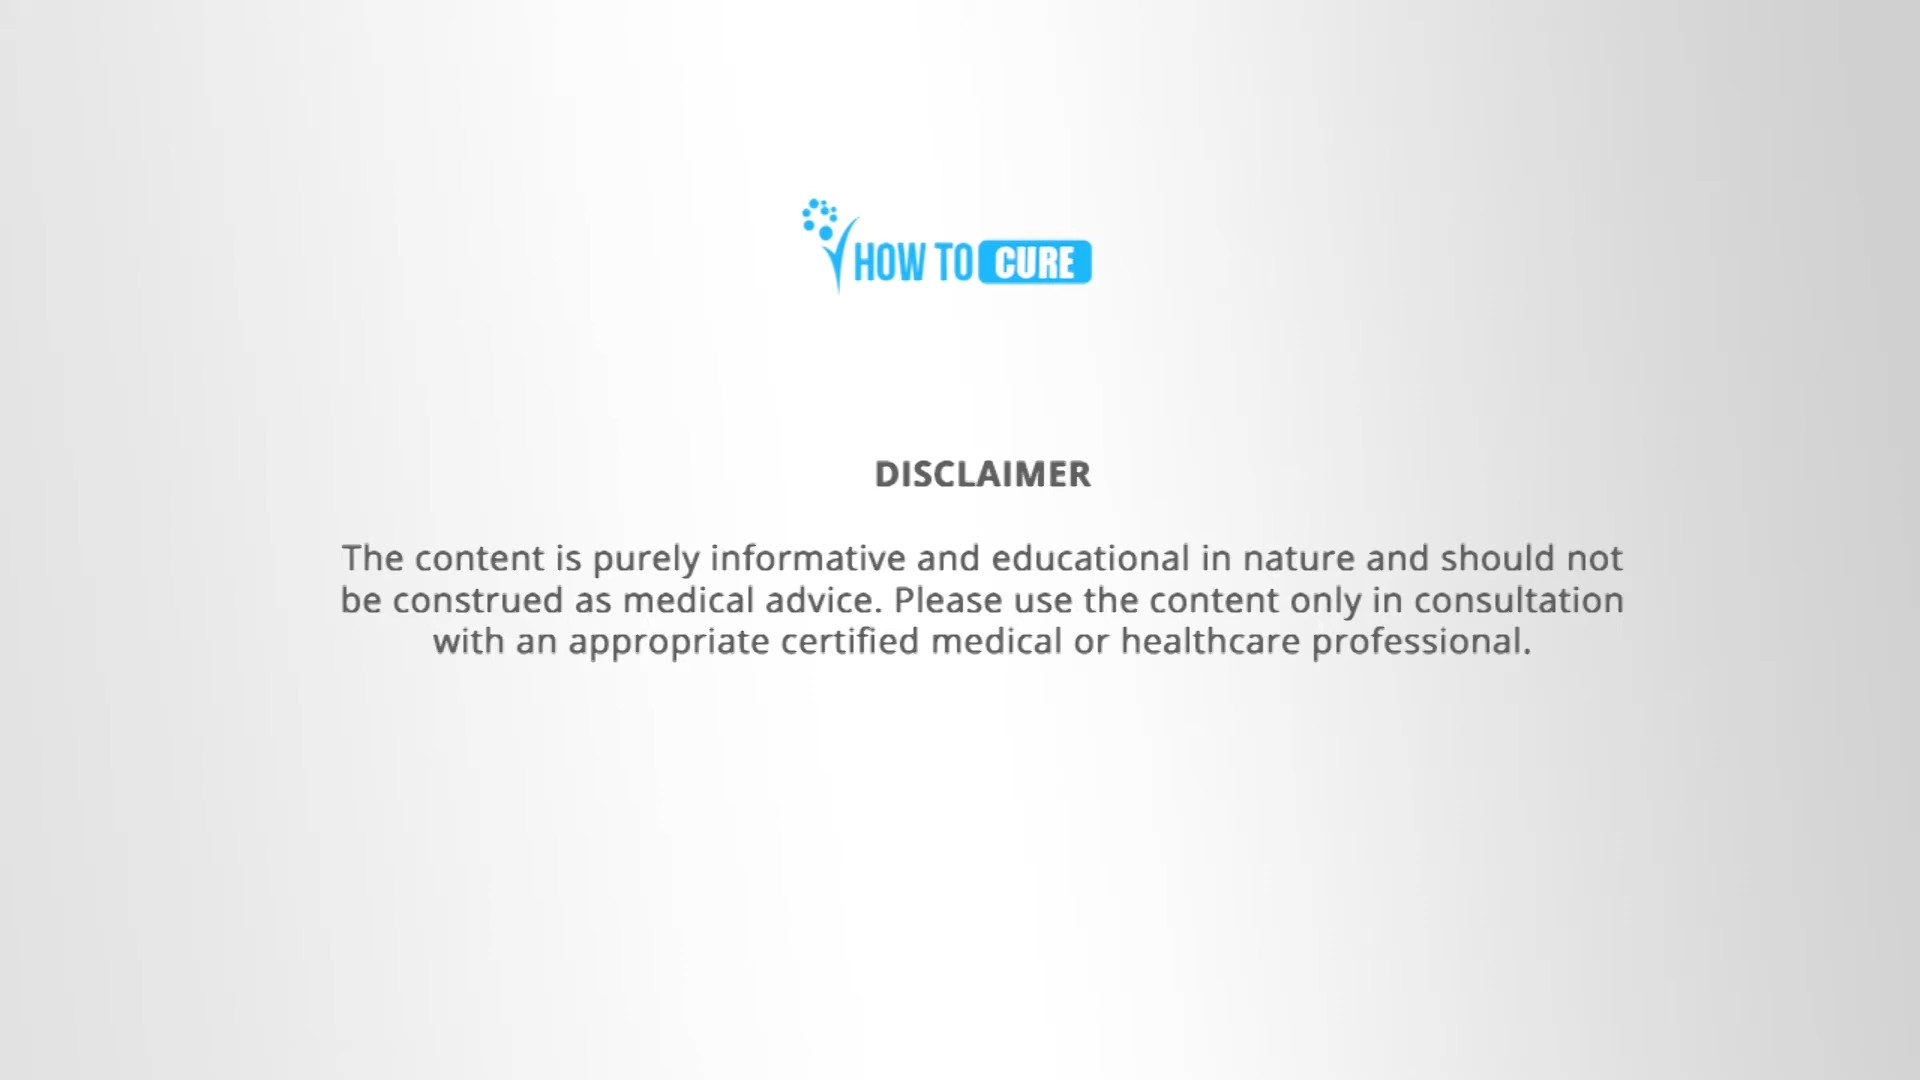 HOW TO CURE
DISCLAIMER
The content is purely informative and educational in nature and should not
be construed as medical advice. Please use the content only in consultation
with an appropriate certified medical or healthcare professional.